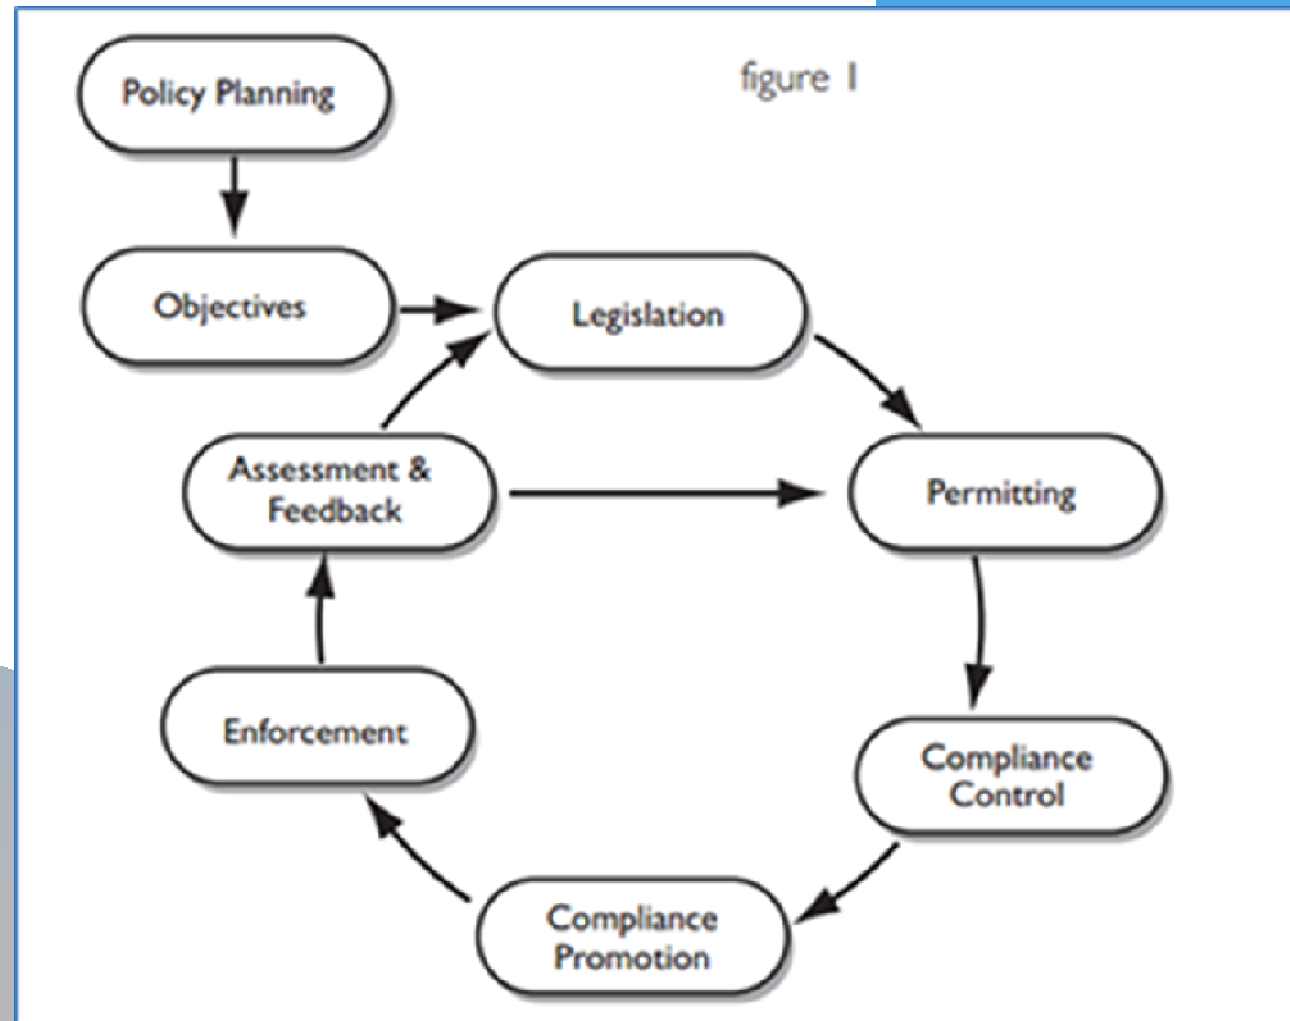 figure 1
Policy Planning
Objectives
Legislation
Assessment &
Feedback
Permitting
Enforcement
Compliance
Control
Compliance
Promotion